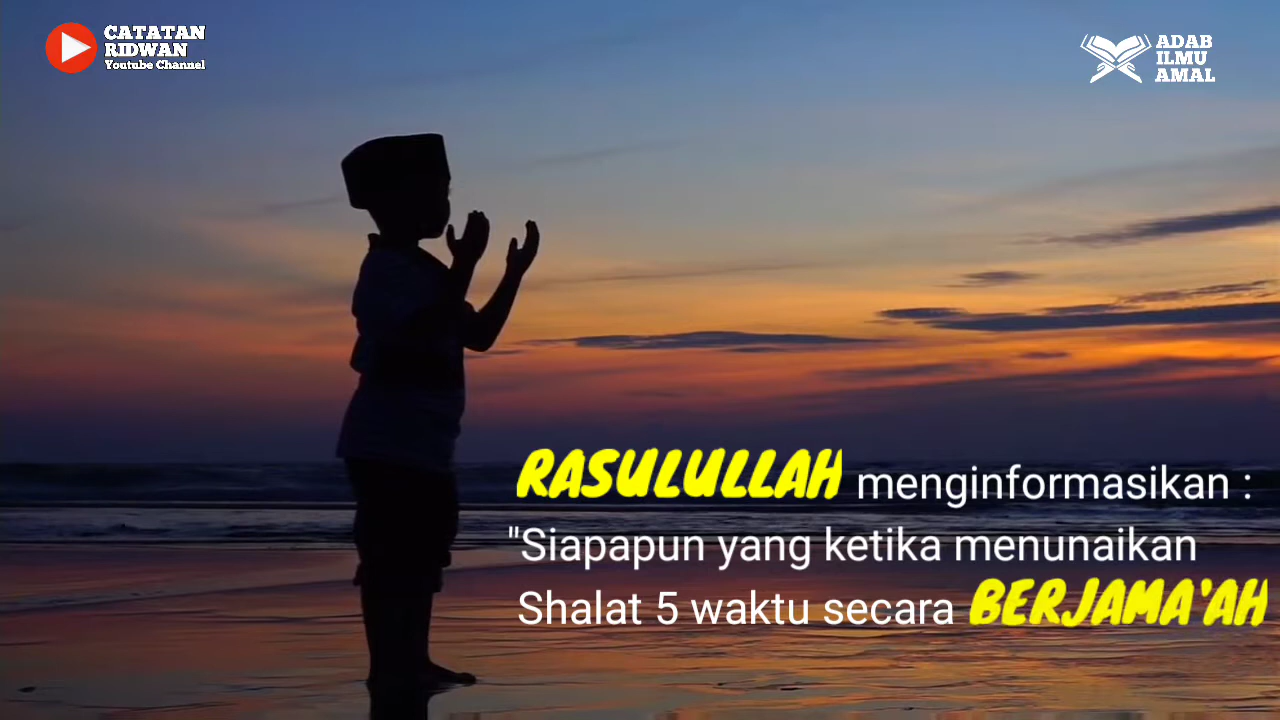 CATATAN
RIDWAN
Youtube Channel
ADAB
ILMU
AMAL
RASULULLAH menginformasikan :
"Siapapun yang ketika menunaikan
Shalat 5 waktu secara BERJAMA'AH